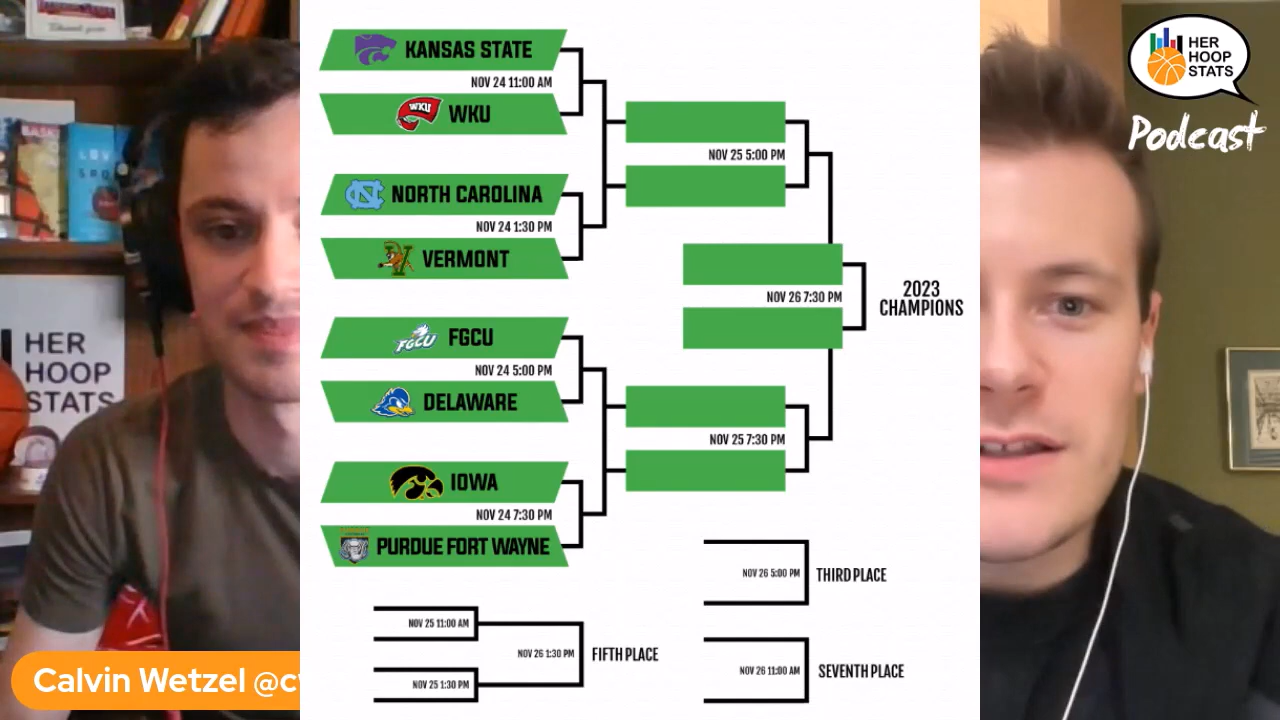 KANSAS STATE
NOV 24 11:00 AM
WKU
WKU
NORTH CAROLINA
NOV 24 1:30 PM
VERMONT
FGCU
FGCU
NOV 24 5:00 PM
DELAWARE
IOWA
NOV 24 7:30 PM
PURDUE FORT WAYNE
NOV 25 5:00 PM
NOV 26 7:30 PM
2023
CHAMPIONS
NOV 25 7:30 PM
NOV 26 5:00 PM
THIRD PLACE
NOV 25 11:00 AM
NOV 26 1:30 PM
FIFTH PLACE
NOV 25 1:30 PM
NOV 26 11:00 AM
SEVENTH PLACE
HER
HOOP
STATS
Podcast
HER
HOOP
STATS
Calvin Wetzel @c